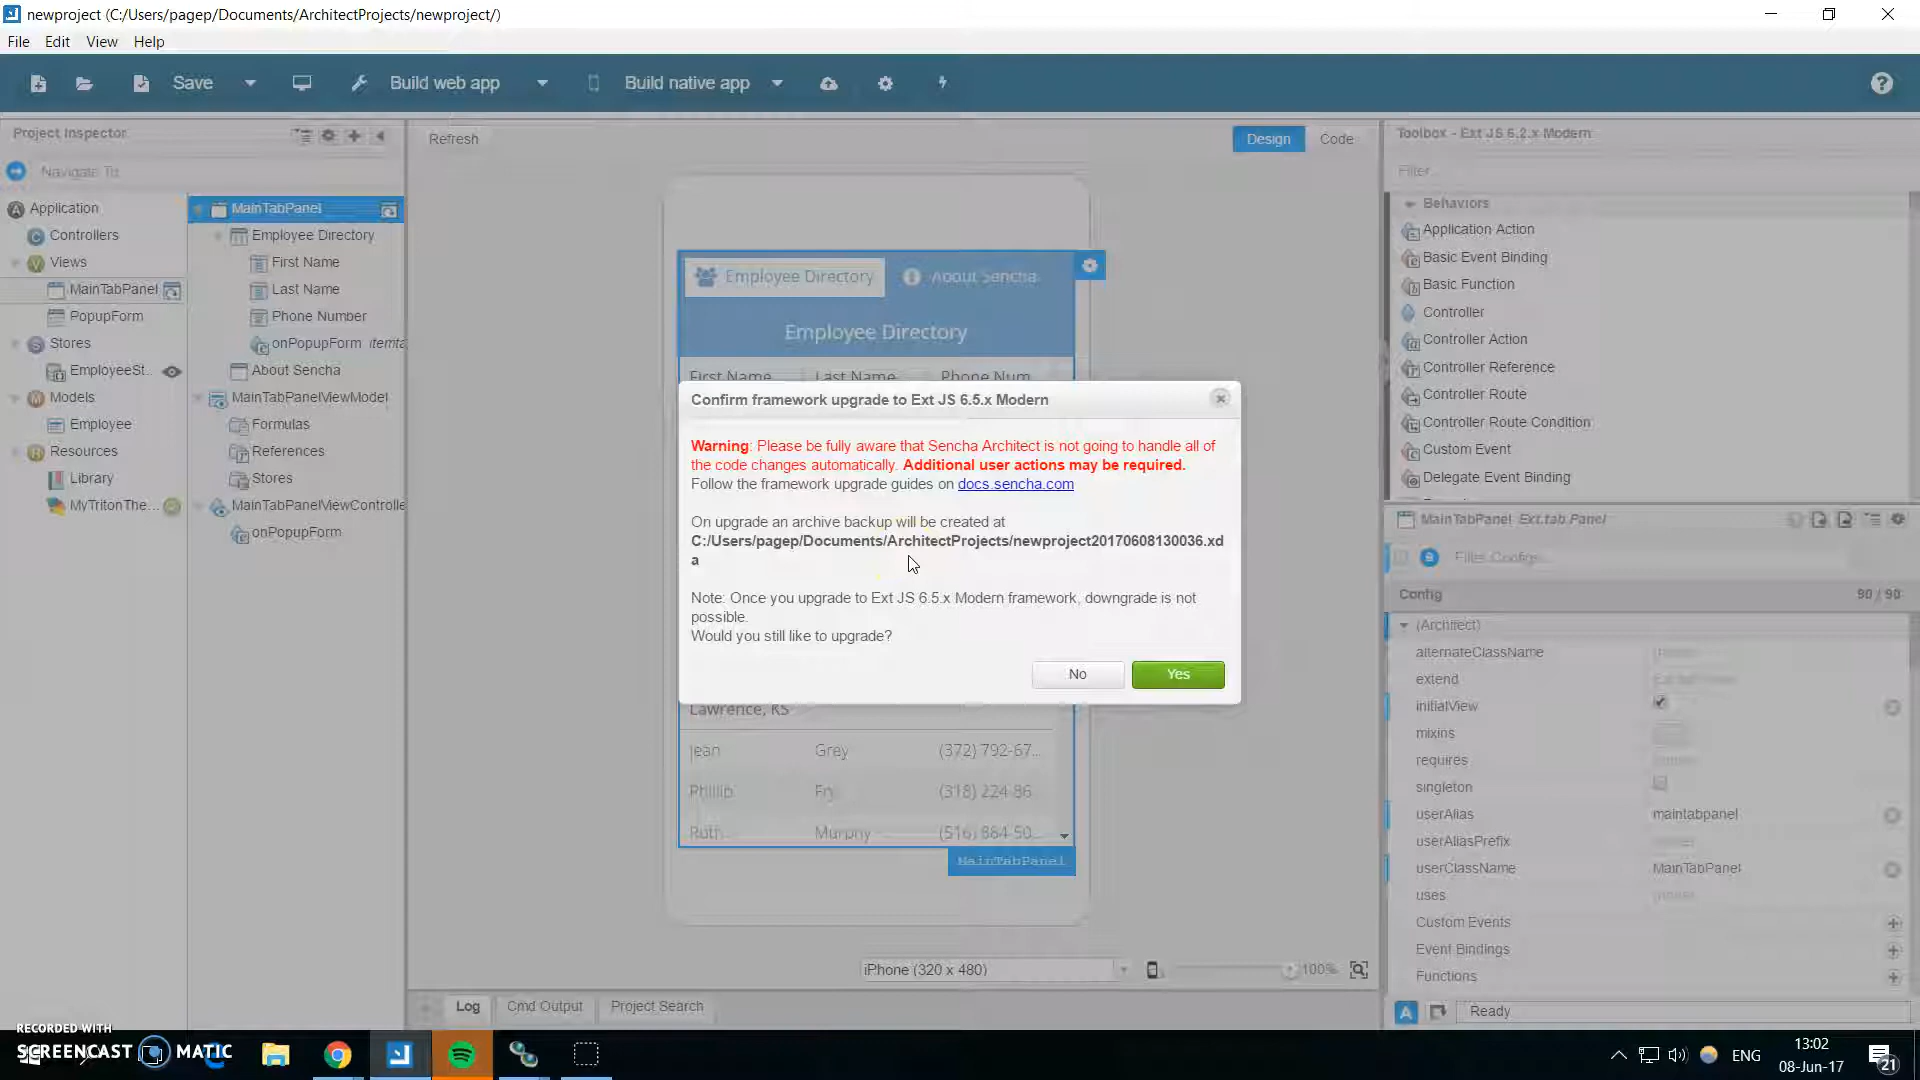 newproject (C:/Users/pagep/Documents/ArchitectProjects/newproject/)
File Edit View Help
Save Build web app Build native app
Project Inspector
Navigate To
Application
Controllers
Views
MainTabPanel
PopupForm
Stores
EmployeeSt...
Models
Employee
Resources
Library
MyTritonThe...
MainTabPanel
Employee Directory
First Name
Last Name
Phone Number
onPopupForm itemta
About Sencha
MainTabPanelViewModel
Formulas
References
Stores
MainTabPanelViewControlle
onPopupForm
Refresh
Design Code
Employee Directory About Sencha
Employee Directory
First Name Last Name Phone Num...
Confirm framework upgrade to Ext JS 6.5.x Modern
Warning: Please be fully aware that Sencha Architect is not going to handle all of
the code changes automatically. Additional user actions may be required.
Follow the framework upgrade guides on docs.sencha.com
On upgrade an archive backup will be created at
C:/Users/pagep/Documents/ArchitectProjects/newproject20170608130036.xd
a
Note: Once you upgrade to Ext JS 6.5.x Modern framework, downgrade is not
possible.
Would you still like to upgrade?
No Yes
Lawrence, KS
Jean Grey (372) 792-67...
Phillip Fry (318) 224-86...
Ruth Murphy (516) 884-50...
MainTabPanel
iPhone (320 x 480) 100%
Log Cmd Output Project Search
Toolbox - Ext JS 6.2.x Modern
Filter...
Behaviors
Application Action
Basic Event Binding
Basic Function
Controller
Controller Action
Controller Reference
Controller Route
Controller Route Condition
Custom Event
Delegate Event Binding
MainTabPanel Ext.tab.Panel
Filter Configs...
Config 90 / 90
(Architect)
alternateClassName
extend
initialView
mixins
requires
singleton
userAlias maintabpanel
userAliasPrefix
userClassName MainTabPanel
uses
Custom Events
Event Bindings
Functions
Ready
RECORDED WITH
SCREENCAST MATIC
ENG
13:02
08-Jun-17
21